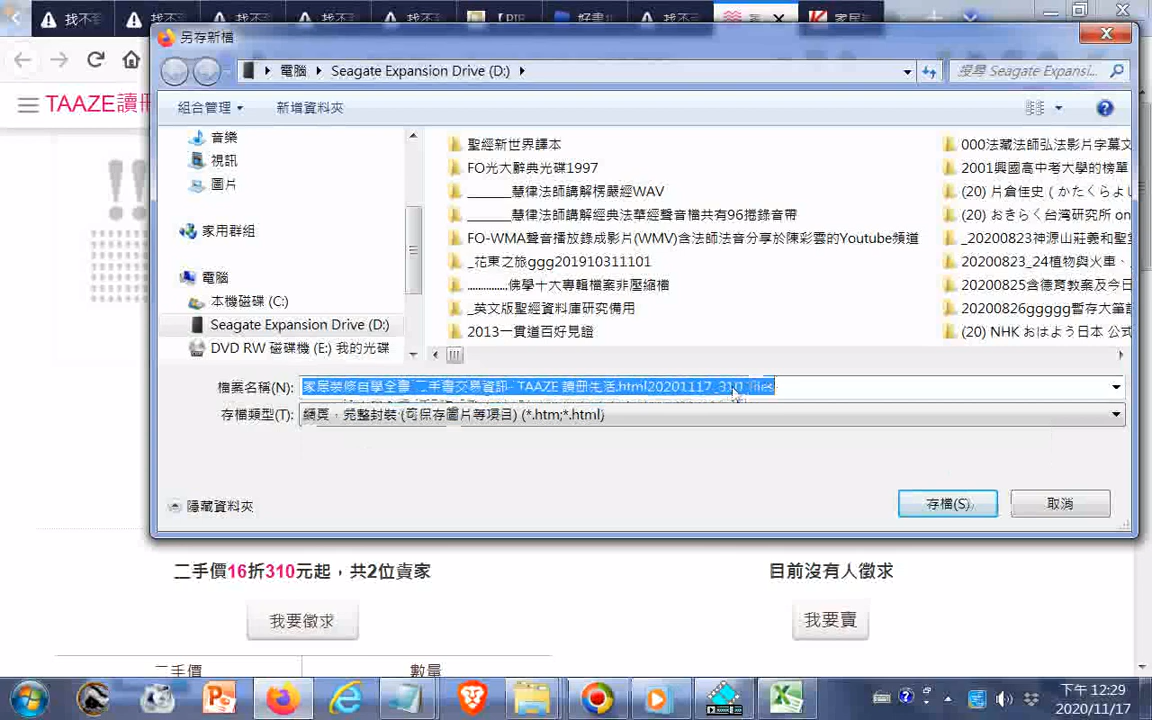 找不 找不 找不 找不 找不 [PIF 好書 找不 家居
另存新檔
電腦 Seagate Expansion Drive (D:) 搜尋 Seagate Expansi...
TAAZE讀冊
組合管理 新增資料夾
音樂
視訊
圖片
家用群組
電腦
本機磁碟 (C:)
Seagate Expansion Drive (D:)
DVD RW 磁碟機 (E:) 我的光碟
聖經新世界譯本
FO光大辭典光碟1997
_______慧律法師講解楞嚴經WAV
_______慧律法師講解經典法華經聲音檔共有96捲錄音帶
FO-WMA聲音播放錄成影片(WMV)含法師法音分享於陳彩雲的Youtube頻道
_花東之旅ggg201910311101
...............佛學十大專輯檔案非壓縮檔
_英文版聖經資料庫研究備用
2013一貫道百好見證
000法藏法師弘法影片字幕文
2001興國高中考大學的榜單
(20) 片倉佳史（かたくらよし
(20) おきらく台湾研究所 on
_20200823神源山莊義和聖堂
20200823_24植物與火車、
20200825含德育教案及今日
20200826ggggg暫存大筆記
(20) NHK おはよう日本 公式
檔案名稱(N): 家居裝修自學全書 二手書交易資訊- TAAZE 讀冊生活.html20201117_310_files
存檔類型(T): 網頁，完整封裝 (可保存圖片等項目) (*.htm;*.html)
隱藏資料夾 存檔(S) 取消
二手價16折310元起，共2位賣家 目前沒有人徵求
我要徵求 我要賣
二手價 數量
下午 12:29
2020/11/17